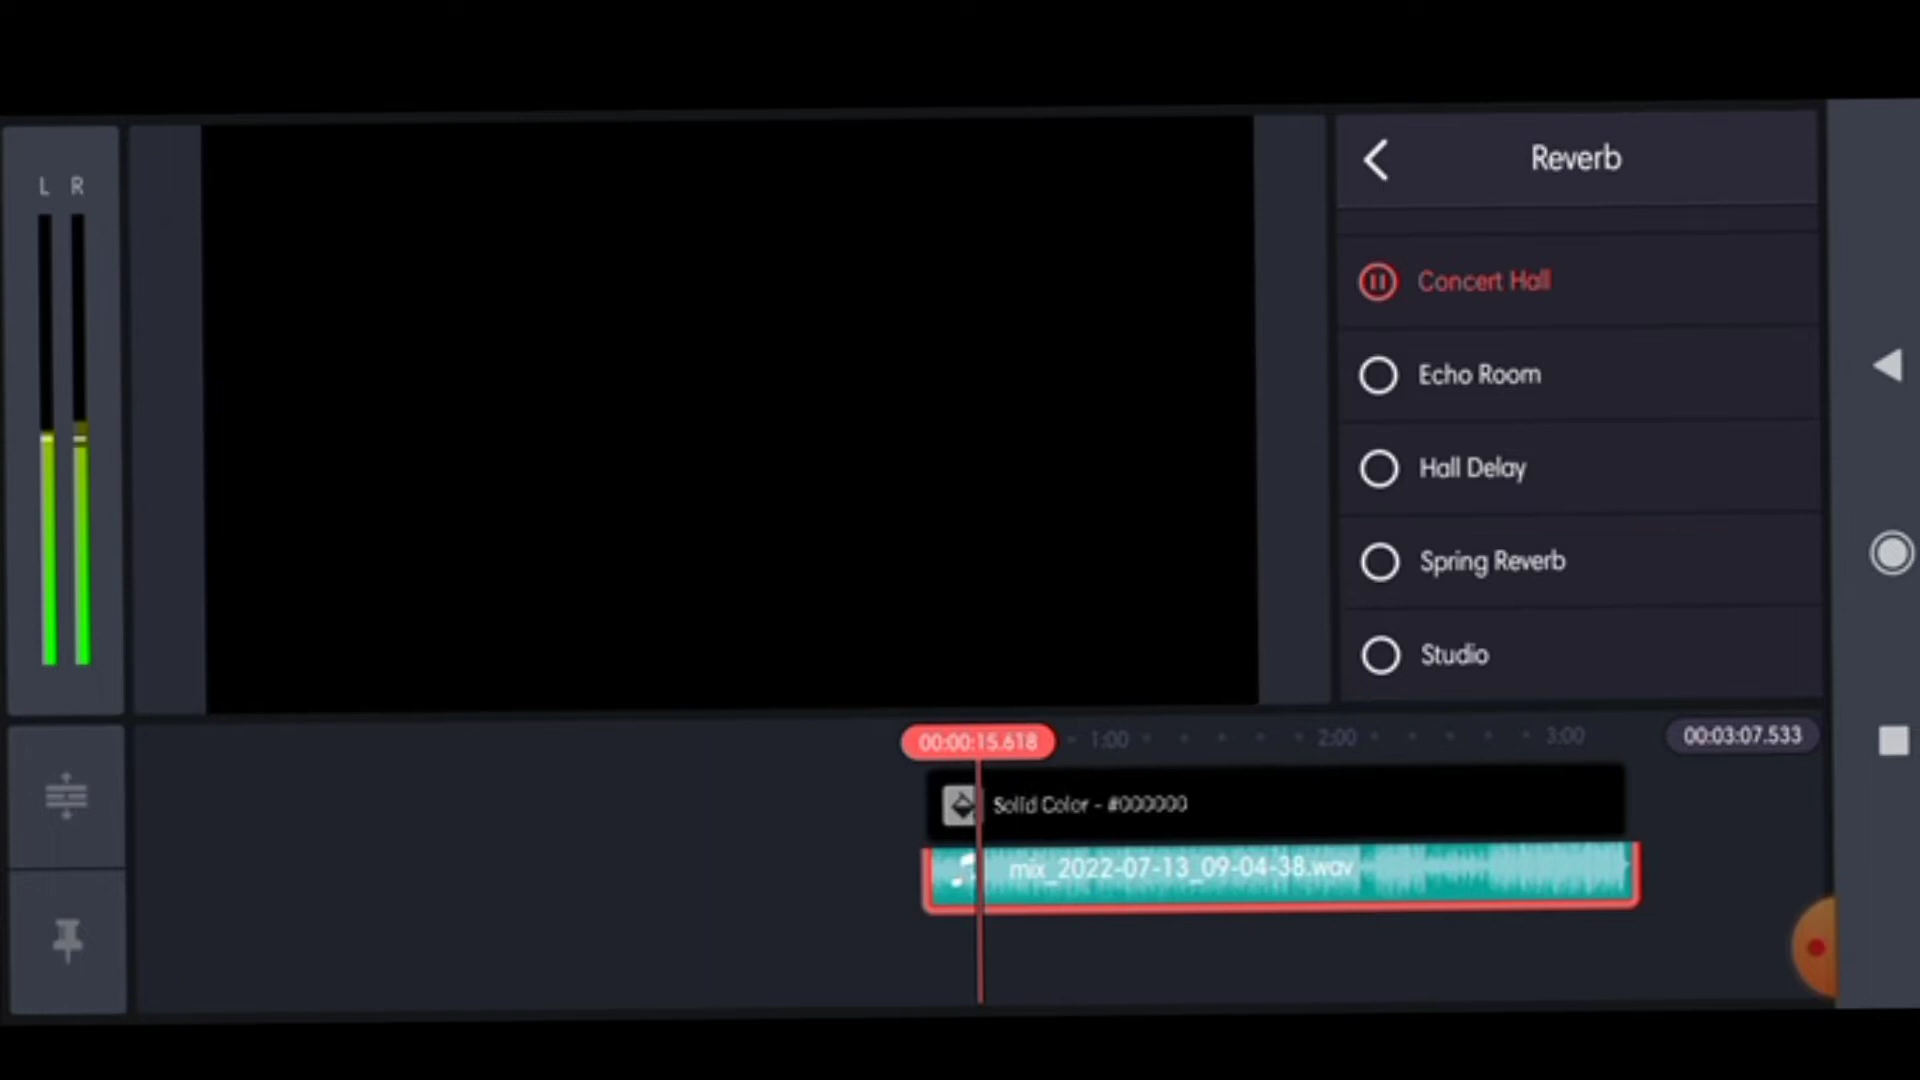 L R
Reverb
Concert Hall
Echo Room
Hall Delay
Spring Reverb
Studio
00:00:15.618 1:00 2:00 3:00 00:03:07.533
Solid Color - #000000
mix_2022-07-13_09-04-38.wav